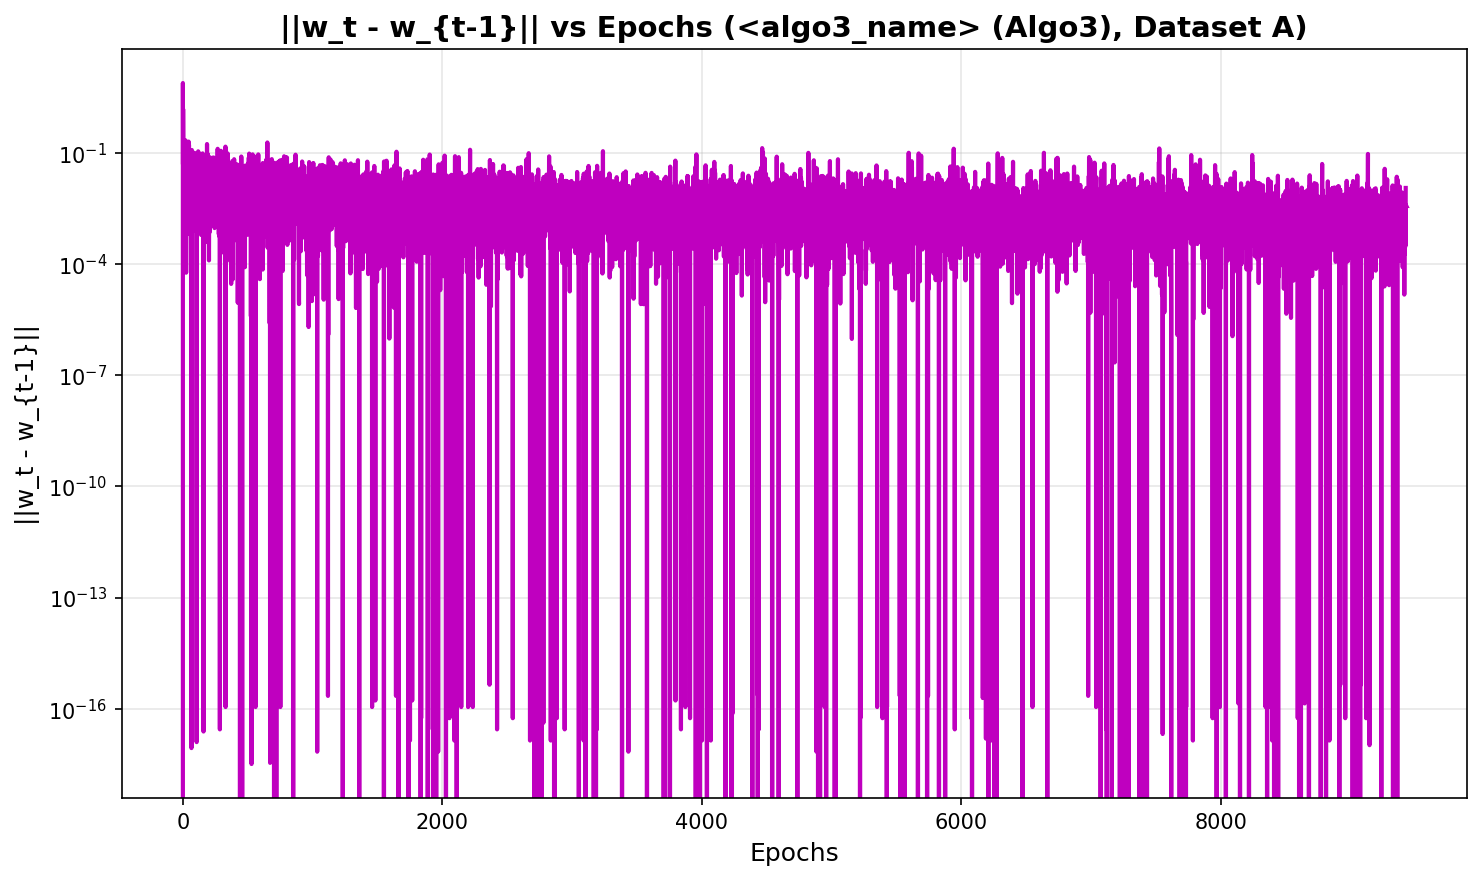 ||w_t - w_{t-1}|| vs Epochs (<algo3_name> (Algo3), Dataset A)
||w_t - w_{t-1}||
10⁻¹
10⁻⁴
10⁻⁷
10⁻¹⁰
10⁻¹³
10⁻¹⁶
0 2000 4000 6000 8000
Epochs